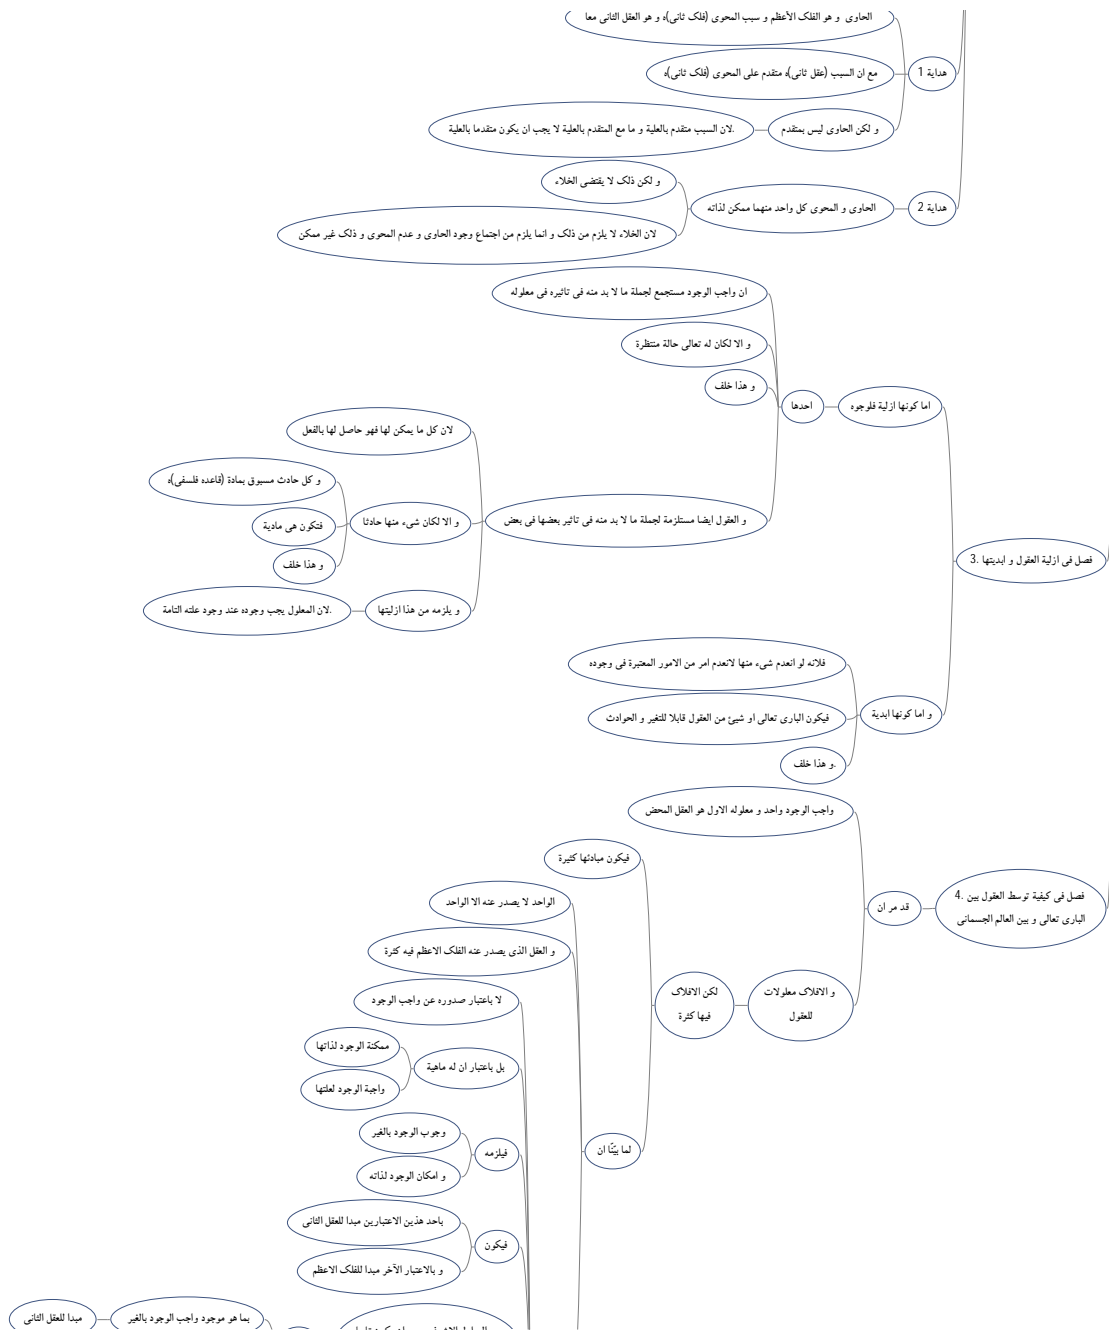 الحاوی و هو الفلک الأعظم و سبب المحوی (فلک ثانی)ه و هو العقل الثانی معا
هدایة 1
مع ان السبب (عقل ثانی)ه متقدم علی المحوی (فلک ثانی)ه
و لکن الحاوی لیس بمتقدم
.لان السبب متقدم بالعلیة و ما مع المتقدم بالعلیة لا یجب ان یکون متقدما بالعلیة
هدایة 2
الحاوی و المحوی کل واحد منهما ممکن لذاته
و لکن ذلک لا یقتضی الخلاء
لان الخلاء لا یلزم من ذلک و انما یلزم من اجتماع وجود الحاوی و عدم المحوی و ذلک غیر ممکن
فصل فی ازلیة العقول و ابدیتها .3
اما کونها ازلیة فلوجوه
احدها
ان واجب الوجود مستجمع لجملة ما لا بد منه فی تاثیره فی معلوله
و الا لکان له تعالی حالة منتظرة
و هذا خلف
و العقول ایضا مستلزمة لجملة ما لا بد منه فی تاثیر بعضها فی بعض
لان کل ما یمکن لها فهو حاصل لها بالفعل
و الا لکان شیء منها حادثا
و کل حادث مسبوق بمادة (قاعده فلسفی)ه
فتکون هی مادیة
و هذا خلف
و یلزمه من هذا ازلیتها
.لان المعلول یجب وجوده عند وجود علته التامة
و اما کونها ابدیة
فلانه لو انعدم شیء منها لانعدم امر من الامور المعتبرة فی وجوده
فیکون الباری تعالی او شیئ من العقول قابلا للتغیر و الحوادث
.و هذا خلف
فصل فی کیفیة توسط العقول بین .4
الباری تعالی و بین العالم الجسمانی
قد مر ان
واجب الوجود واحد و معلوله الاول هو العقل المحض
و الافلاک معلولات
للعقول
لکن الافلاک
فیها کثرة
فیکون مبادئها کثیرة
لما بیّنّا ان
الواحد لا یصدر عنه الا الواحد
و العقل الذی یصدر عنه الفلک الاعظم فیه کثرة
لا باعتبار صدوره عن واجب الوجود
بل باعتبار ان له ماهیة
ممکنة الوجود لذاتها
واجبة الوجود لعلتها
فیلزمه
وجوب الوجود بالغیر
و امکان الوجود لذاته
فیکون
باحد هذین الاعتبارین مبدا للعقل الثانی
و بالاعتبار الآخر مبدا للفلک الاعظم
بما هو موجود واجب الوجود بالغیر
مبدا للعقل الثانی